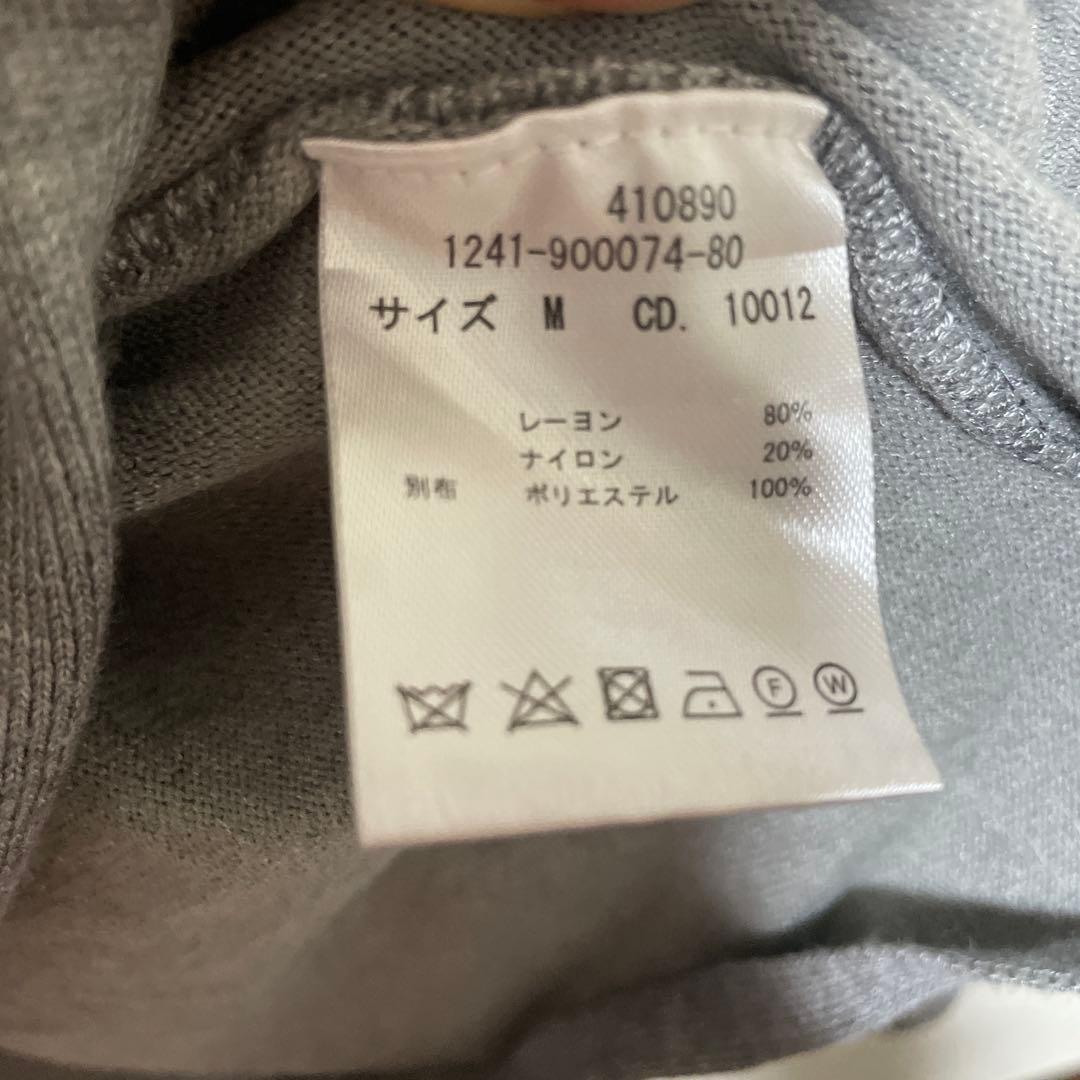 410890
1241-900074-80
サイズ M CD. 10012
レーヨン 80%
ナイロン 20%
別布 ポリエステル 100%
F W